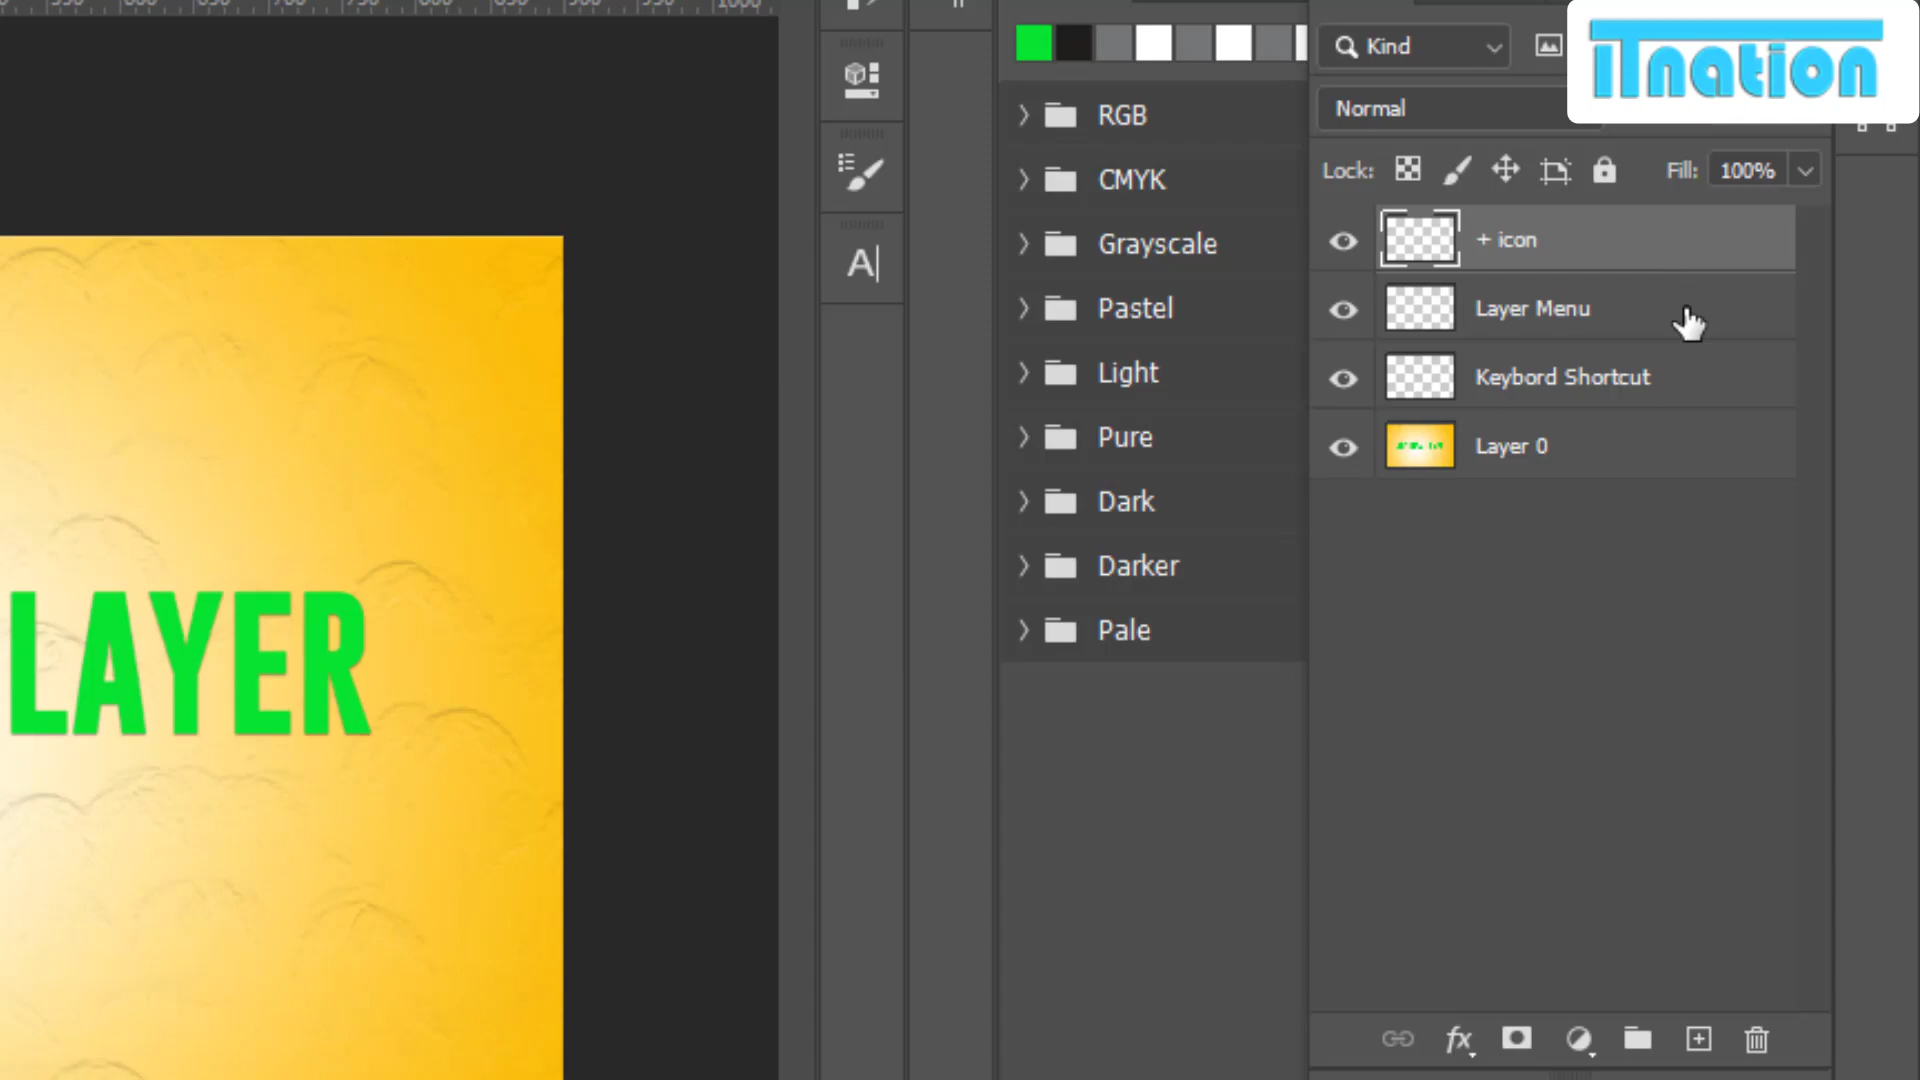 1000
LAYER
A
RGB
CMYK
Grayscale
Pastel
Light
Pure
Dark
Darker
Pale
Kind
Normal
iTnation
Lock:
Fill: 100%
+ icon
Layer Menu
Keybord Shortcut
Layer 0
fx